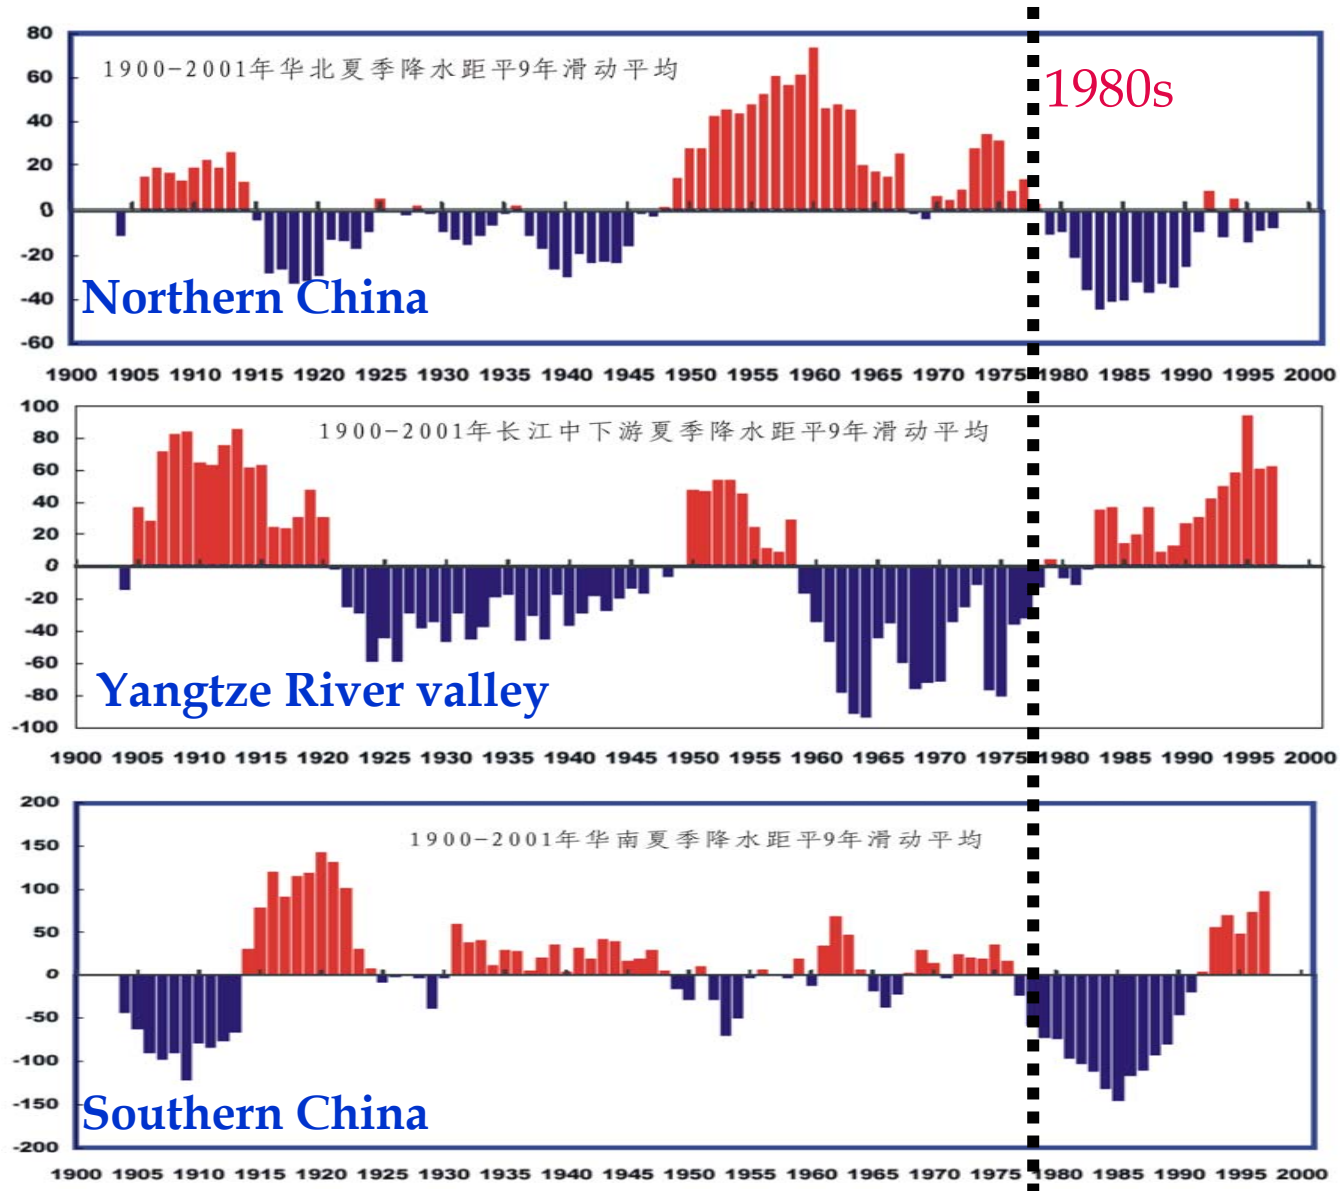 80
1900-2001年华北夏季降水距平9年滑动平均
60
1980s
40
20
0
-20
Northern China
-40
-60
1900 1905 1910 1915 1920 1925 1930 1935 1940 1945 1950 1955 1960 1965 1970 1975 1980 1985 1990 1995 2000
100
1900-2001年长江中下游夏季降水距平9年滑动平均
80
60
40
20
0
-20
-40
-60
Yangtze River valley
-80
-100
1900 1905 1910 1915 1920 1925 1930 1935 1940 1945 1950 1955 1960 1965 1970 1975 1980 1985 1990 1995 2000
200
1900-2001年华南夏季降水距平9年滑动平均
150
100
50
0
-50
-100
Southern China
-150
-200
1900 1905 1910 1915 1920 1925 1930 1935 1940 1945 1950 1955 1960 1965 1970 1975 1980 1985 1990 1995 2000